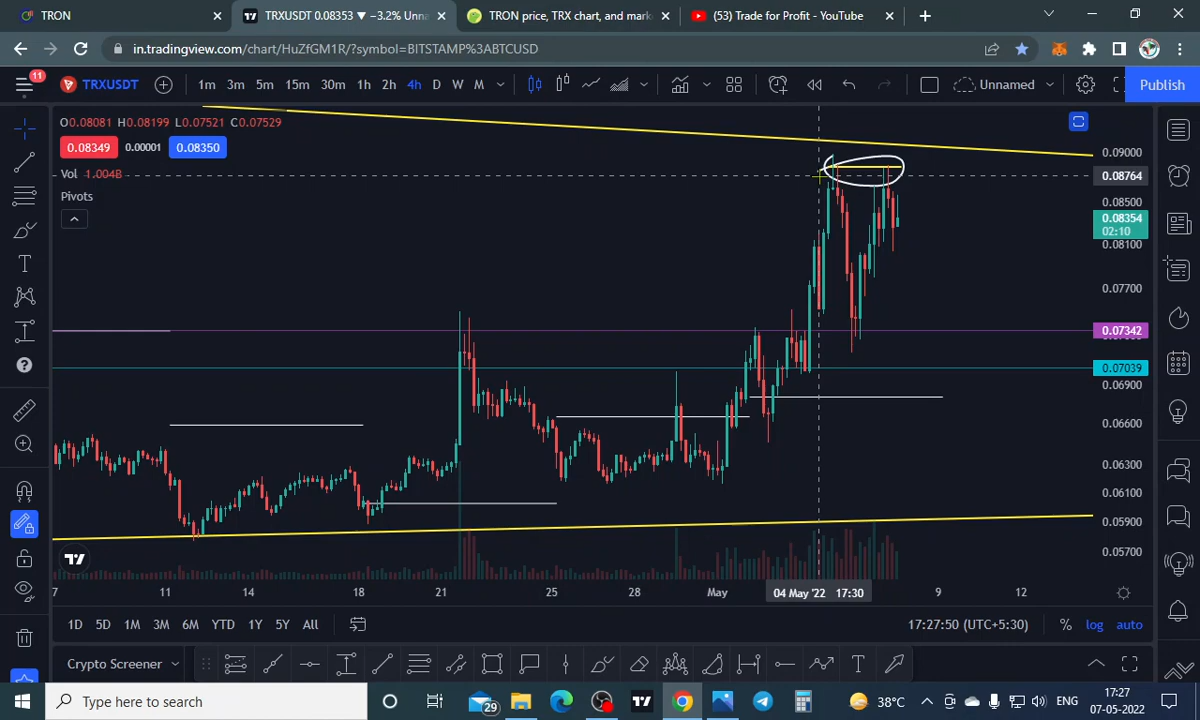 TRON
TRXUSDT 0.08353 ▼ −3.2% Unna
TRON price, TRX chart, and mark
(53) Trade for Profit - YouTube
in.tradingview.com/chart/HuZfGM1R/?symbol=BITSTAMP%3ABTCUSD
11
TRXUSDT
1m 3m 5m 15m 30m 1h 2h 4h D W M
Unnamed
Publish
O0.08081 H0.08199 L0.07521 C0.07529
0.08349 0.00001 0.08350
Vol 1.004B
Pivots
0.09000
0.08764
0.08500
0.08354
02:10
0.08100
0.07700
0.07342
0.07039
0.06900
0.06600
0.06300
0.06100
0.05900
0.05700
7 11 14 18 21 25 28 May 04 May '22 17:30 9 12
1D 5D 1M 3M 6M YTD 1Y 5Y All
17:27:50 (UTC+5:30) % log auto
Crypto Screener
Type here to search
29
38°C
ENG
17:27
07-05-2022